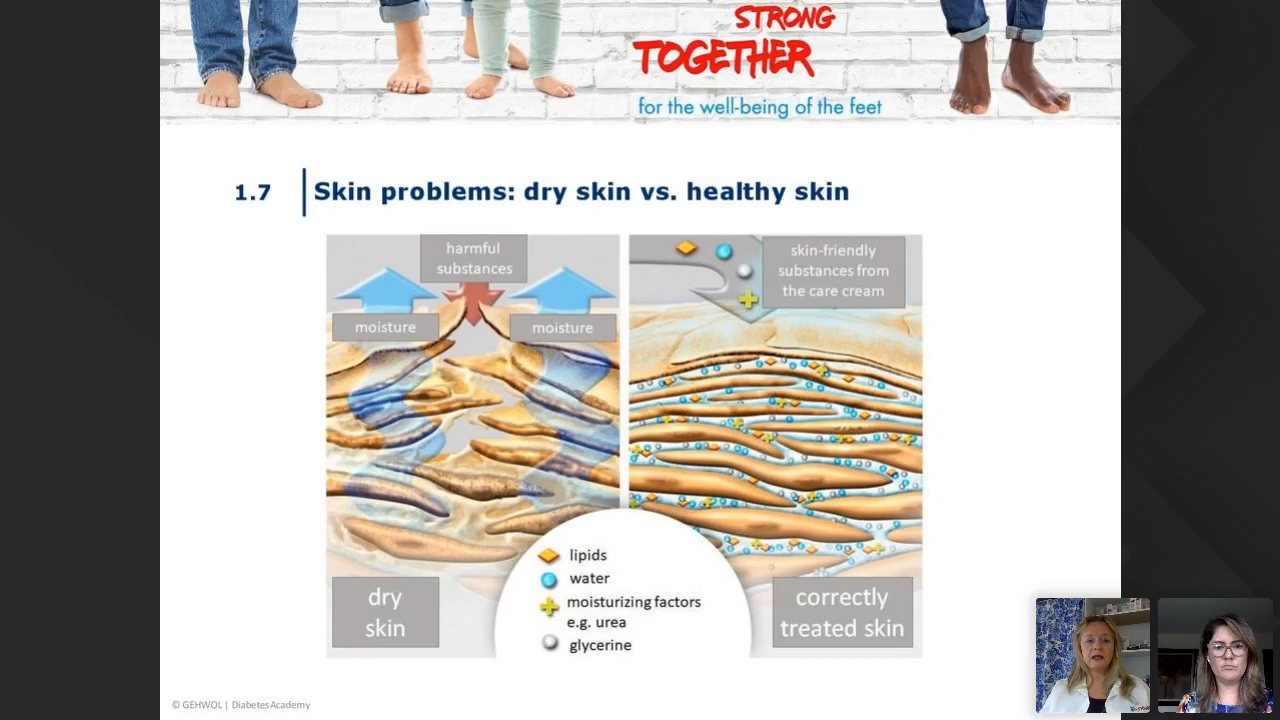 STRONG
TOGETHER
for the well-being of the feet
1.7
Skin problems: dry skin vs. healthy skin
harmful
substances
moisture
moisture
skin-friendly
substances from
the care cream
lipids
water
moisturizing factors
e.g. urea
glycerine
dry
skin
correctly
treated skin
© GEHWOL | DiabetesAcademy